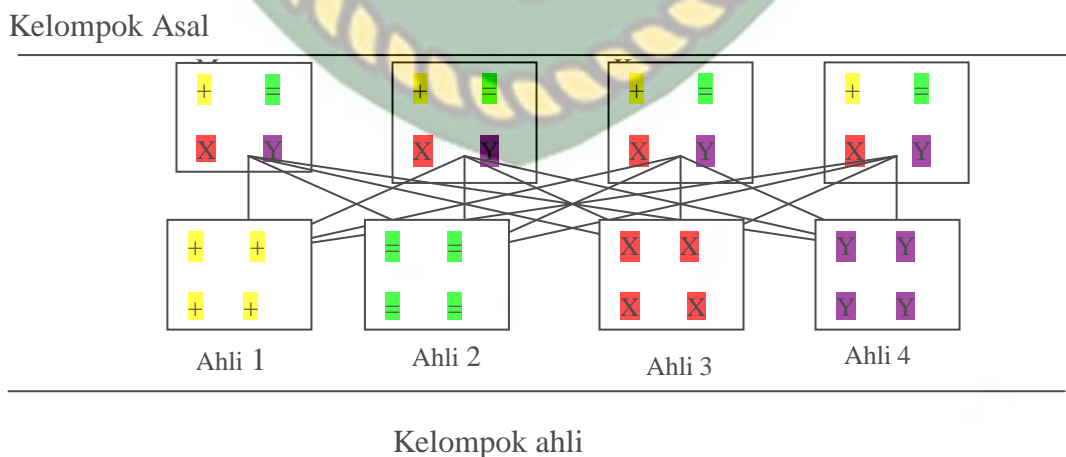 Kelompok Asal
+ = + = + = + =
X Y X Y X Y X Y
+ + = = X X Y Y
+ + = = X X Y Y
Ahli 1 Ahli 2 Ahli 3 Ahli 4
Kelompok ahli